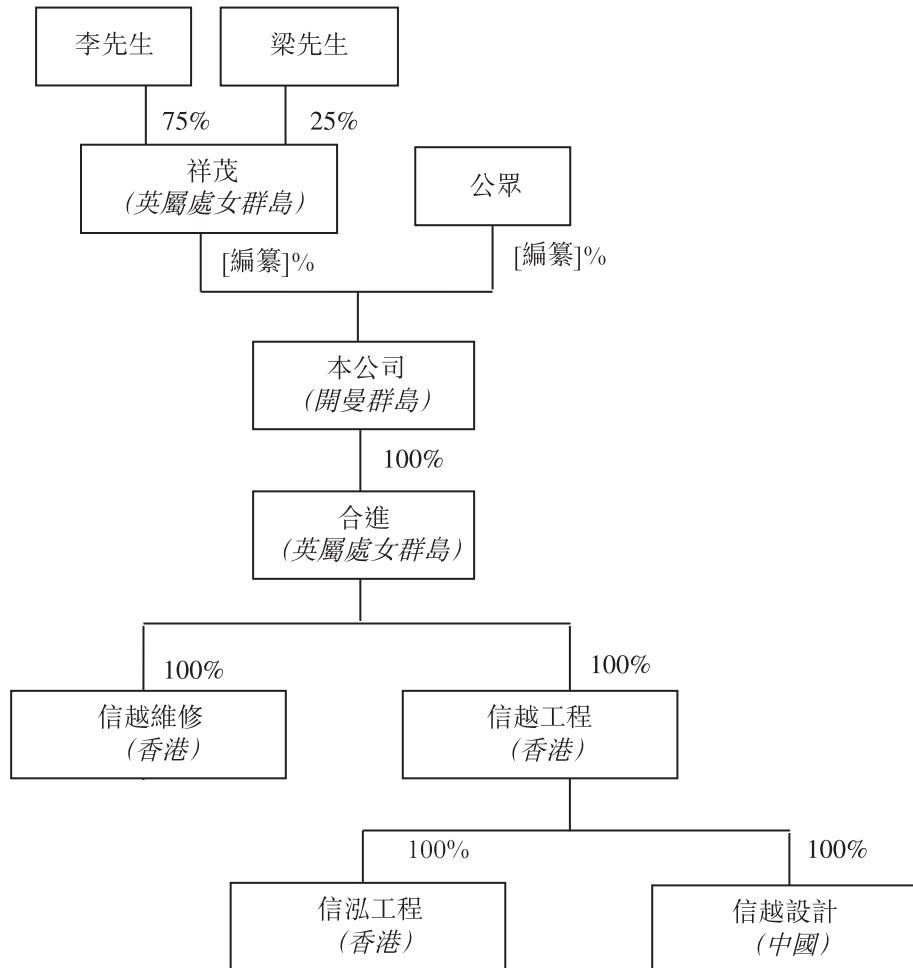 李先生
梁先生
75%
25%
祥茂
(英屬處女群島)
公眾
[編纂]%
[編纂]%
本公司
(開曼群島)
100%
合進
(英屬處女群島)
100%
100%
信越維修
(香港)
信越工程
(香港)
100%
100%
信泓工程
(香港)
信越設計
(中國)